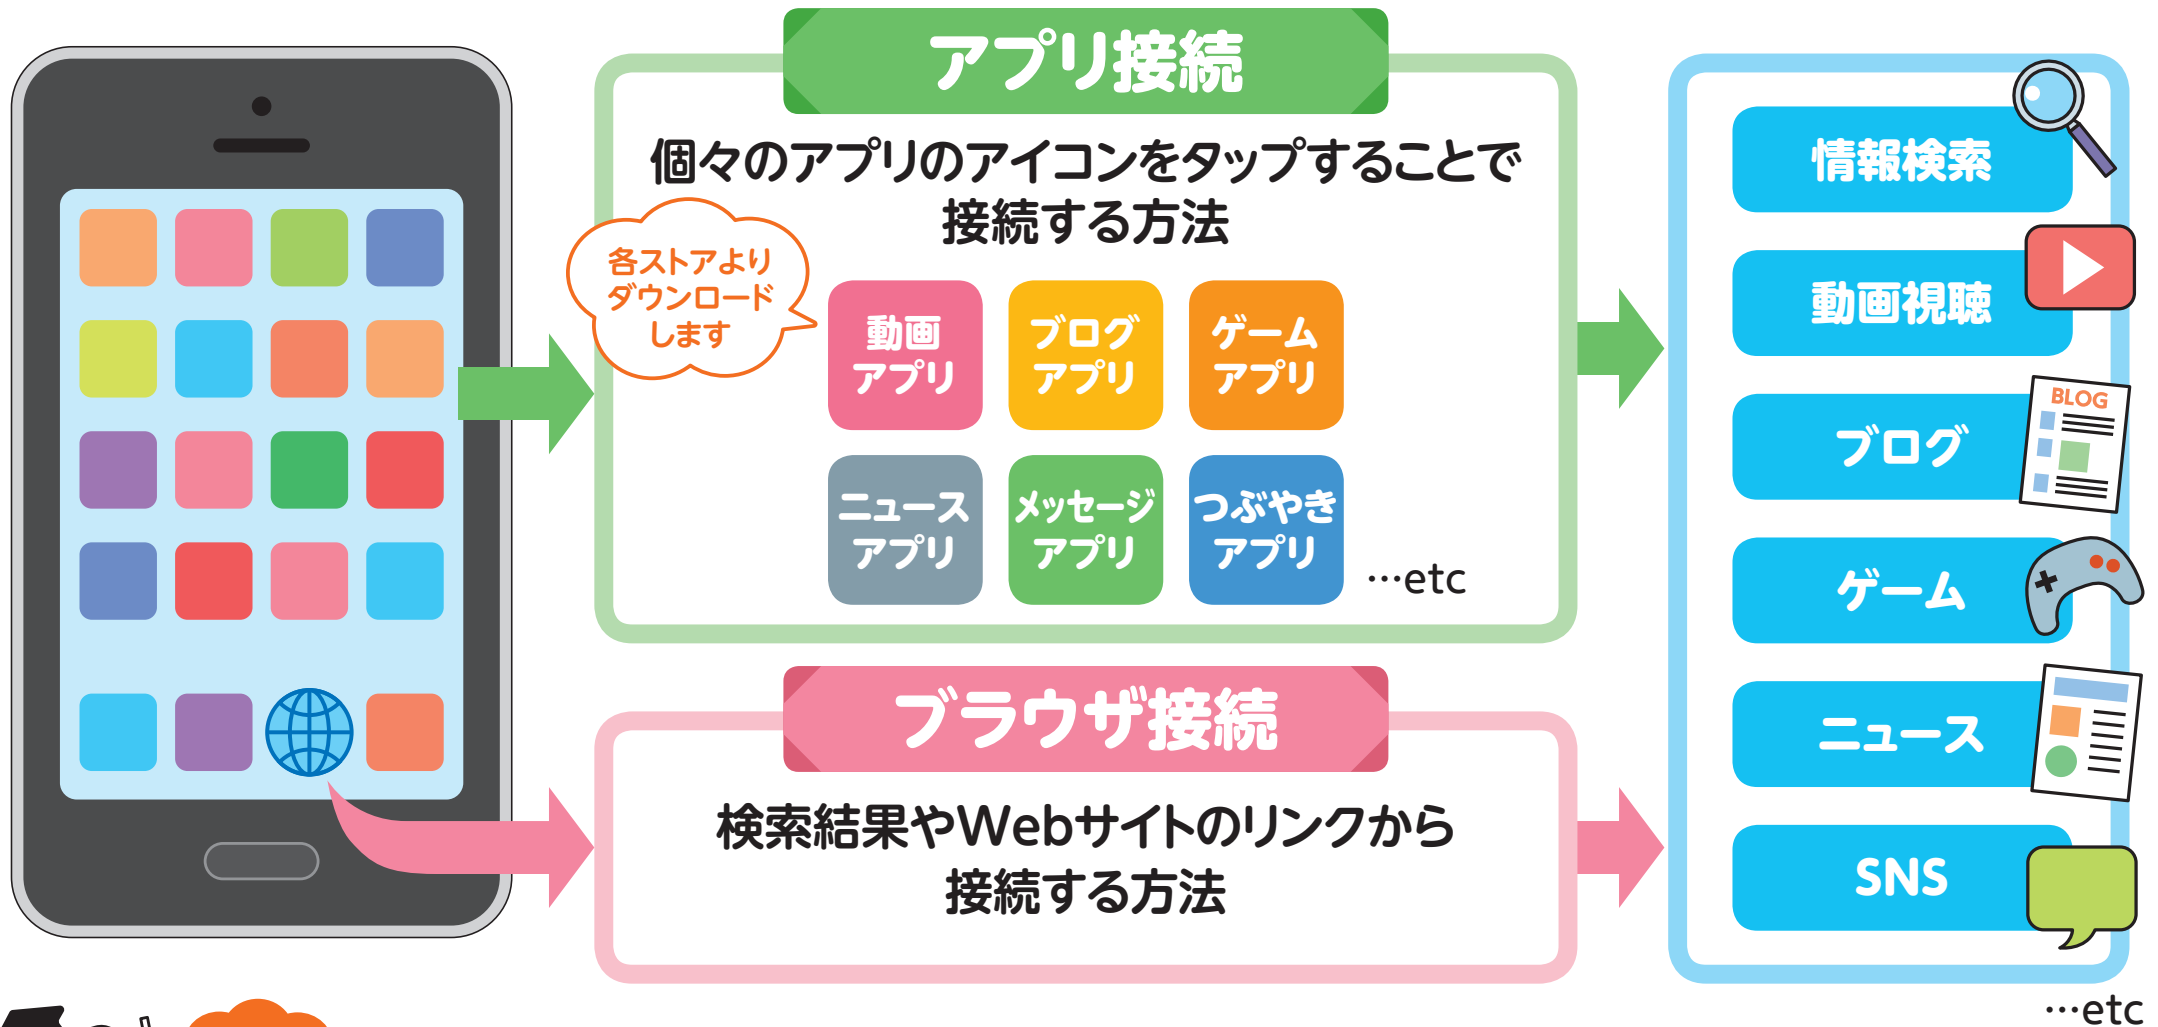 アプリ接続
個々のアプリのアイコンをタップすることで
接続する方法
各ストアより
ダウンロード
します
動画
アプリ
ブログ
アプリ
ゲーム
アプリ
ニュース
アプリ
メッセージ
アプリ
つぶやき
アプリ
…etc
ブラウザ接続
検索結果やWebサイトのリンクから
接続する方法
情報検索
動画視聴
ブログ
BLOG
ゲーム
ニュース
SNS
…etc